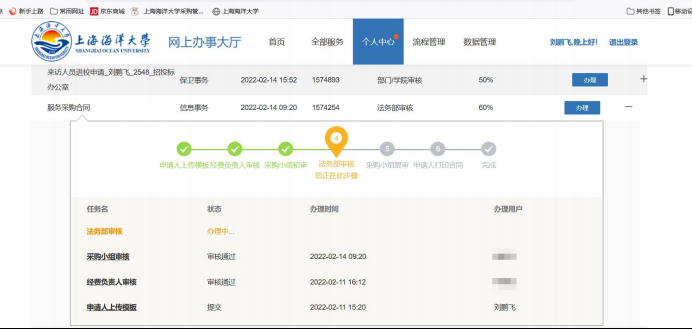 新手上路 常用网址 JD 京东商城 上海海洋大学采购管... 上海海洋大学 其他书签
上海海洋大学 SHANGHAI OCEAN UNIVERSITY 网上办事大厅 首页 全部服务 个人中心 流程管理 数据管理 刘鹏飞,晚上好! 退出登录
来访人员进校申请_刘鹏飞_2548_招投标
办公室 保卫事务 2022-02-14 15:52 1574893 部门/学院审核 50% 办理 +
服务采购合同 信息事务 2022-02-14 09:20 1574254 法务部审核 60% 办理 —
4 5 6
申请人上传模板 经费负责人审核 采购小组初审 法务部审核 采购小组复审 申请人打印合同 完成
您正在此步骤
任务名 状态 办理时间 办理用户
法务部审核 办理中...
采购小组审核 审核通过 2022-02-14 09:20
经费负责人审核 审核通过 2022-02-11 16:12
申请人上传模板 提交 2022-02-11 15:20 刘鹏飞